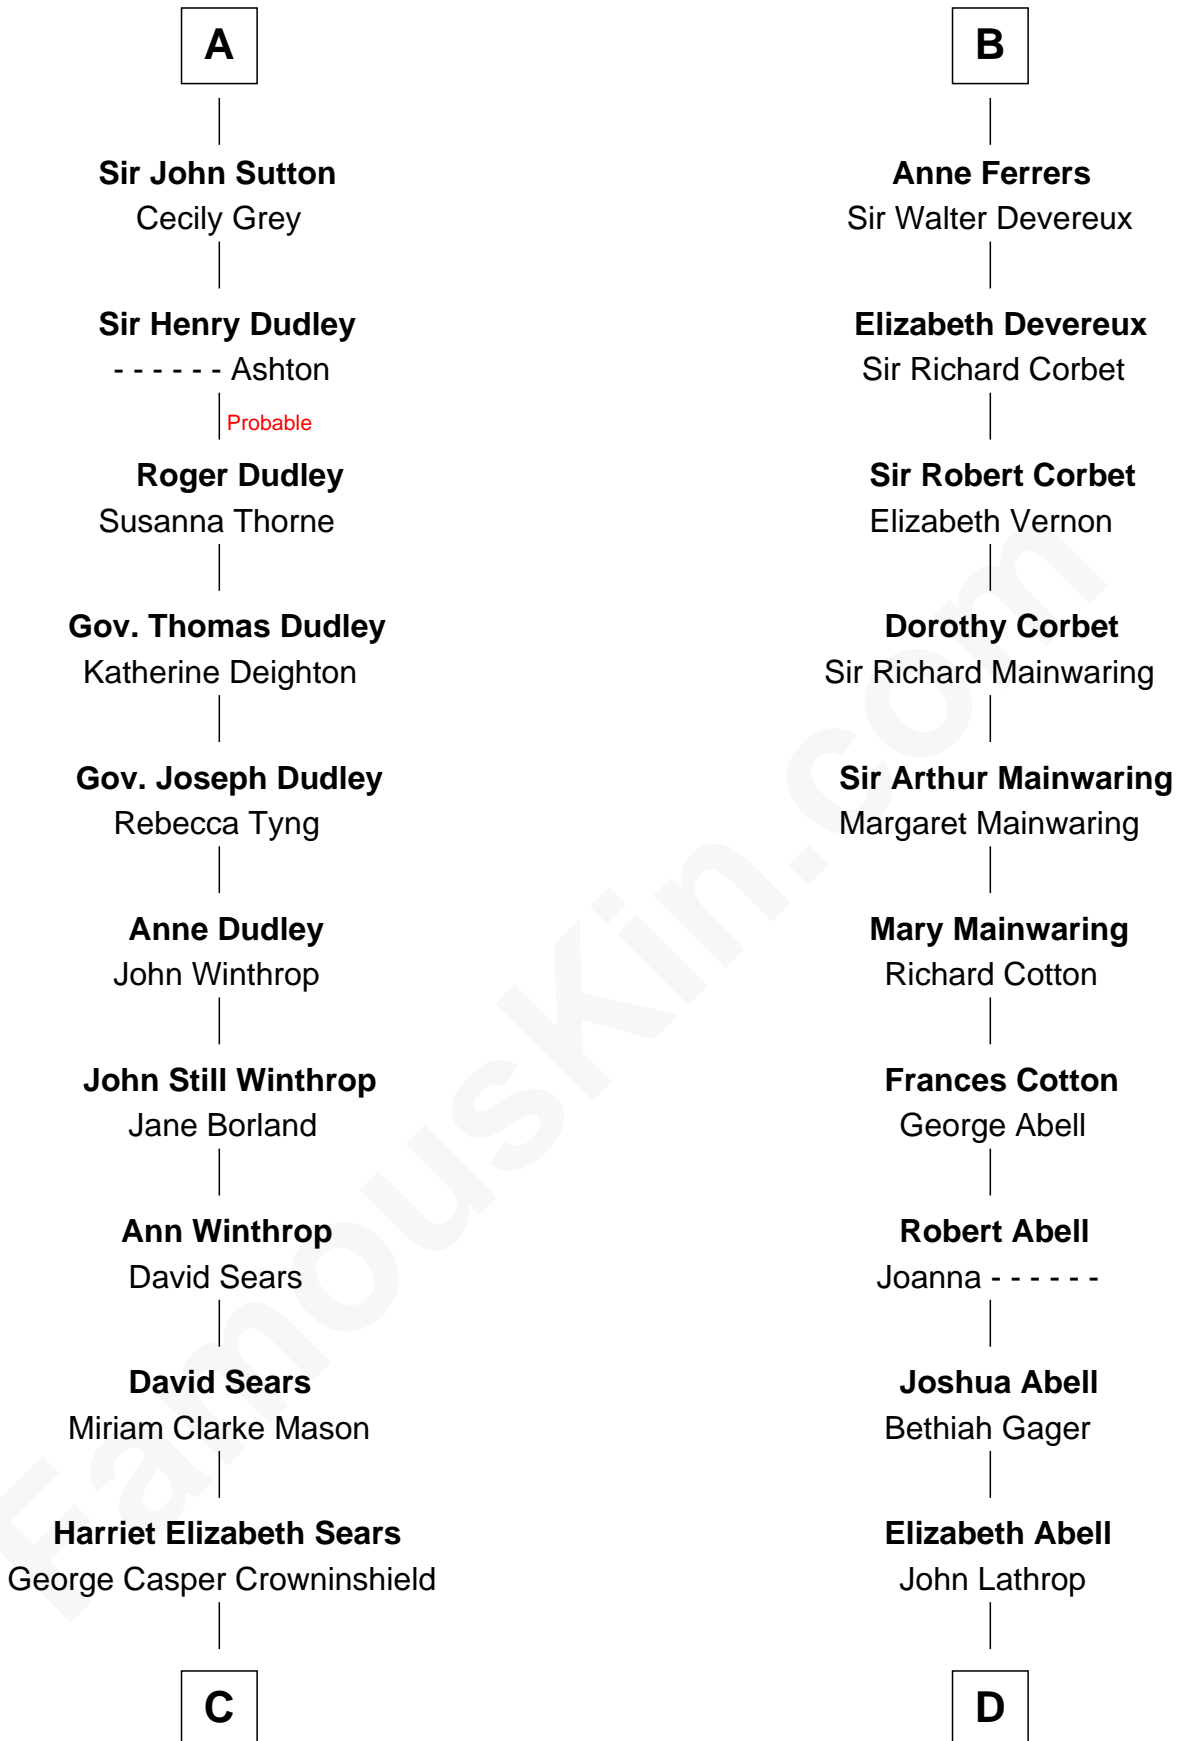 A
Sir John Sutton
Cecily Grey
Sir Henry Dudley
- - - - - - Ashton
Probable
Roger Dudley
Susanna Thorne
Gov. Thomas Dudley
Katherine Deighton
Gov. Joseph Dudley
Rebecca Tyng
Anne Dudley
John Winthrop
John Still Winthrop
Jane Borland
Ann Winthrop
David Sears
David Sears
Miriam Clarke Mason
Harriet Elizabeth Sears
George Casper Crowninshield
C
B
Anne Ferrers
Sir Walter Devereux
Elizabeth Devereux
Sir Richard Corbet
Sir Robert Corbet
Elizabeth Vernon
Dorothy Corbet
Sir Richard Mainwaring
Sir Arthur Mainwaring
Margaret Mainwaring
Mary Mainwaring
Richard Cotton
Frances Cotton
George Abell
Robert Abell
Joanna - - - - - -
Joshua Abell
Bethiah Gager
Elizabeth Abell
John Lathrop
D
FamousKin.com